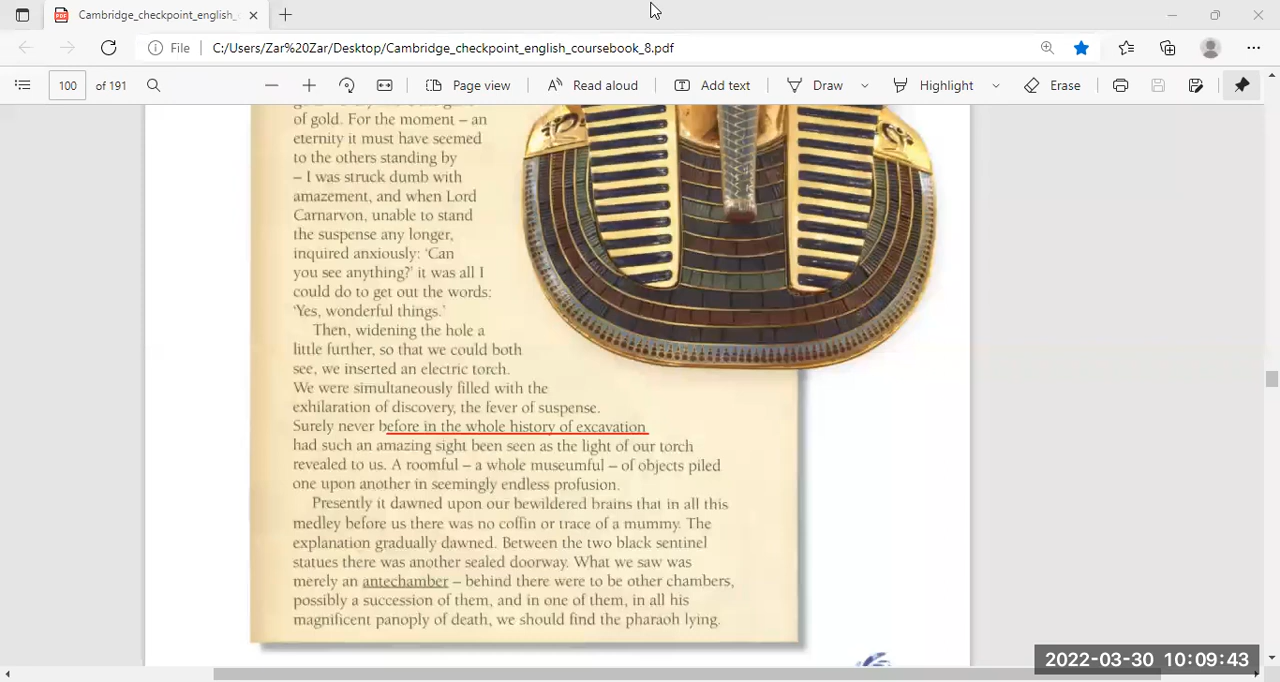 Cambridge_checkpoint_english_
File
C:/Users/Zar%20Zar/Desktop/Cambridge_checkpoint_english_coursebook_8.pdf
100 of 191
Page view
Read aloud
Add text
Draw
Highlight
Erase
of gold. For the moment – an
eternity it must have seemed
to the others standing by
– I was struck dumb with
amazement, and when Lord
Carnarvon, unable to stand
the suspense any longer,
inquired anxiously: ‘Can
you see anything?’ it was all I
could do to get out the words:
‘Yes, wonderful things.’
Then, widening the hole a
little further, so that we could both
see, we inserted an electric torch.
We were simultaneously filled with the
exhilaration of discovery, the fever of suspense.
Surely never before in the whole history of excavation
had such an amazing sight been seen as the light of our torch
revealed to us. A roomful – a whole museumful – of objects piled
one upon another in seemingly endless profusion.
Presently it dawned upon our bewildered brains that in all this
medley before us there was no coffin or trace of a mummy. The
explanation gradually dawned. Between the two black sentinel
statues there was another sealed doorway. What we saw was
merely an antechamber – behind there were to be other chambers,
possibly a succession of them, and in one of them, in all his
magnificent panoply of death, we should find the pharaoh lying.
2022-03-30 10:09:43